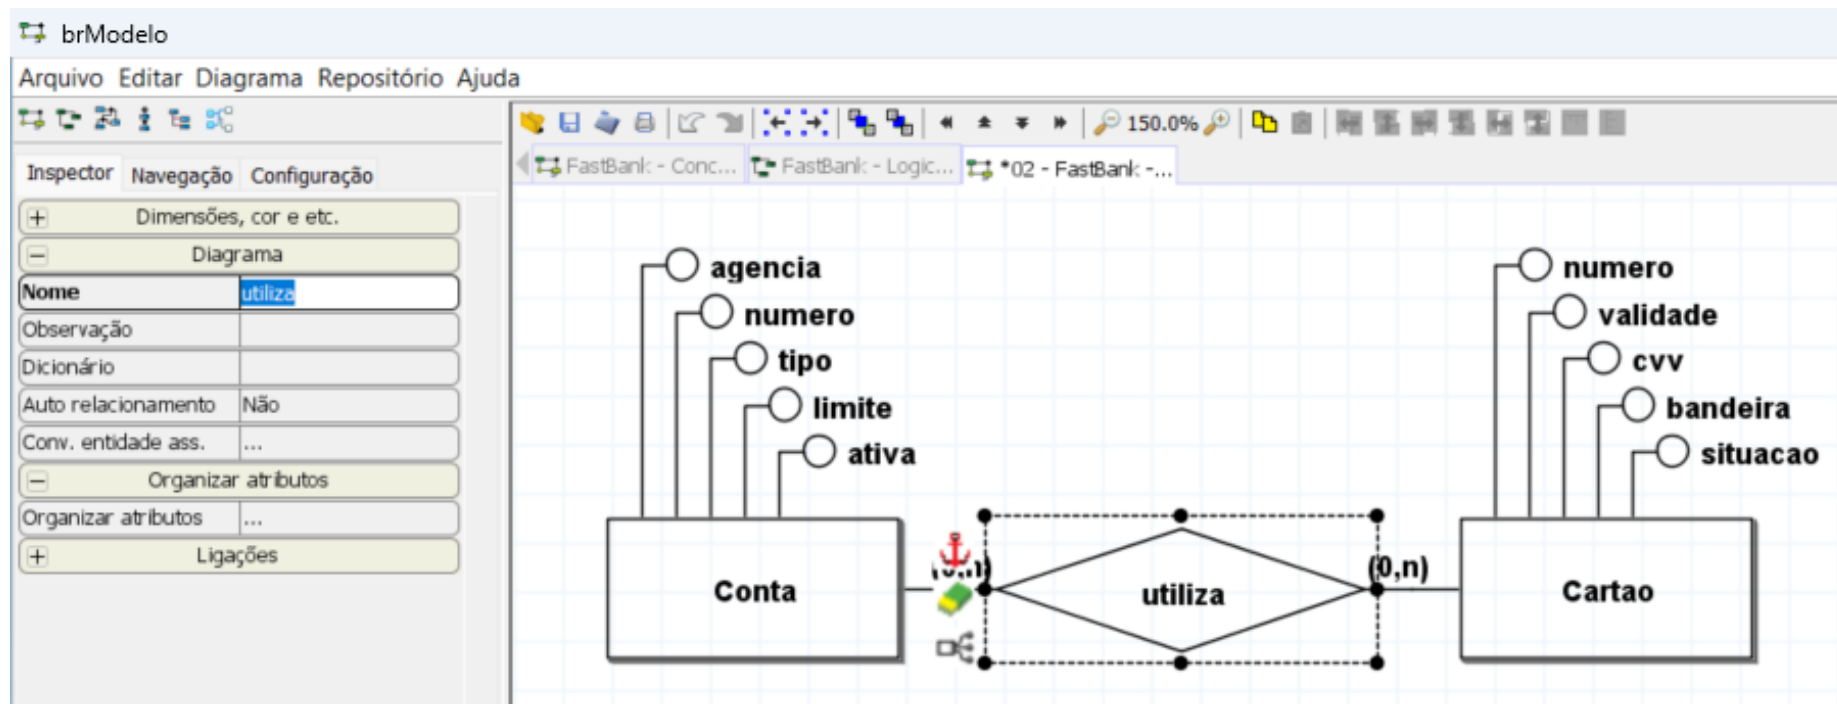 brModelo
Arquivo Editar Diagrama Repositório Ajuda
150.0%
Inspector Navegação Configuração
FastBank - Conc... FastBank - Logic... *02 - FastBank -...
Dimensões, cor e etc.
Diagrama
Nome utiliza
Observação
Dicionário
Auto relacionamento Não
Conv. entidade ass. ...
Organizar atributos
Organizar atributos ...
Ligações
agencia
numero
tipo
limite
ativa
numero
validade
cvv
bandeira
situacao
Conta
(0,n)
utiliza
(0,n)
Cartao